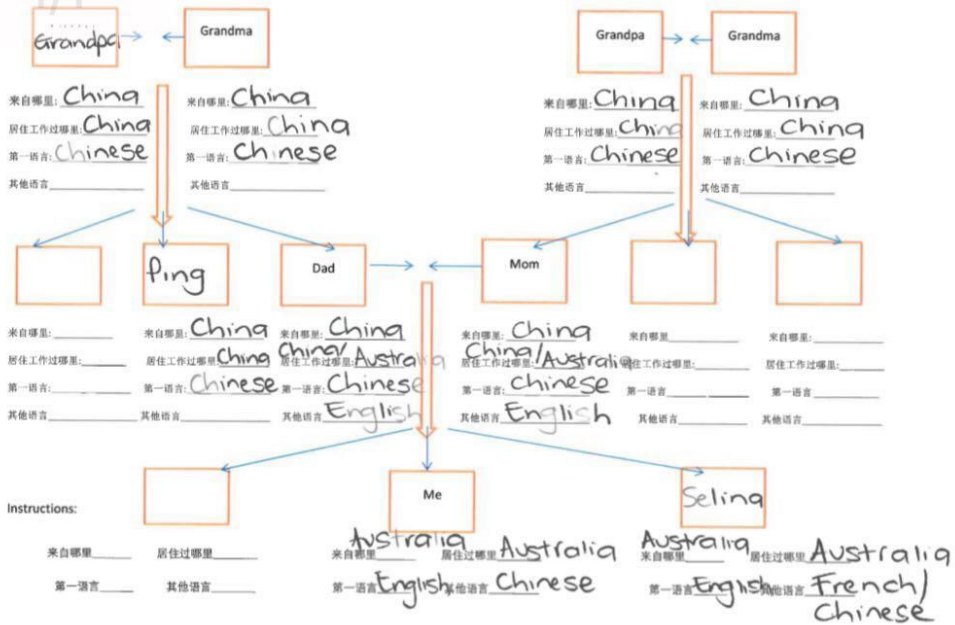 Grandpa
Grandma
Grandpa
Grandma
来自哪里: China
来自哪里: China
来自哪里: China
来自哪里: China
居住工作过哪里: China
居住工作过哪里: China
居住工作过哪里: China
居住工作过哪里: China
第一语言: Chinese
第一语言: Chinese
第一语言: Chinese
第一语言: Chinese
其他语言
其他语言
其他语言
其他语言
Ping
Dad
Mom
来自哪里:
来自哪里: China
来自哪里: China
来自哪里: China
来自哪里
来自哪里:
居住工作过哪里:
居住工作过哪里 China
居住工作过哪里: China/Australia
居住工作过哪里: China/Australia
居住工作过哪里:
居住工作过哪里:
第一语言:
第一语言: Chinese
第一语言: Chinese
第一语言: Chinese
第一语言
第一语言
其他语言
其他语言
其他语言 English
其他语言 English
其他语言
其他语言
Me
Selina
Instructions:
来自哪里
居住过哪里
来自哪里 Australia
居住过哪里 Australia
来自哪里 Australia
居住过哪里 Australia
第一语言
其他语言
第一语言 English
其他语言 Chinese
第一语言 English
其他语言 French/
Chinese